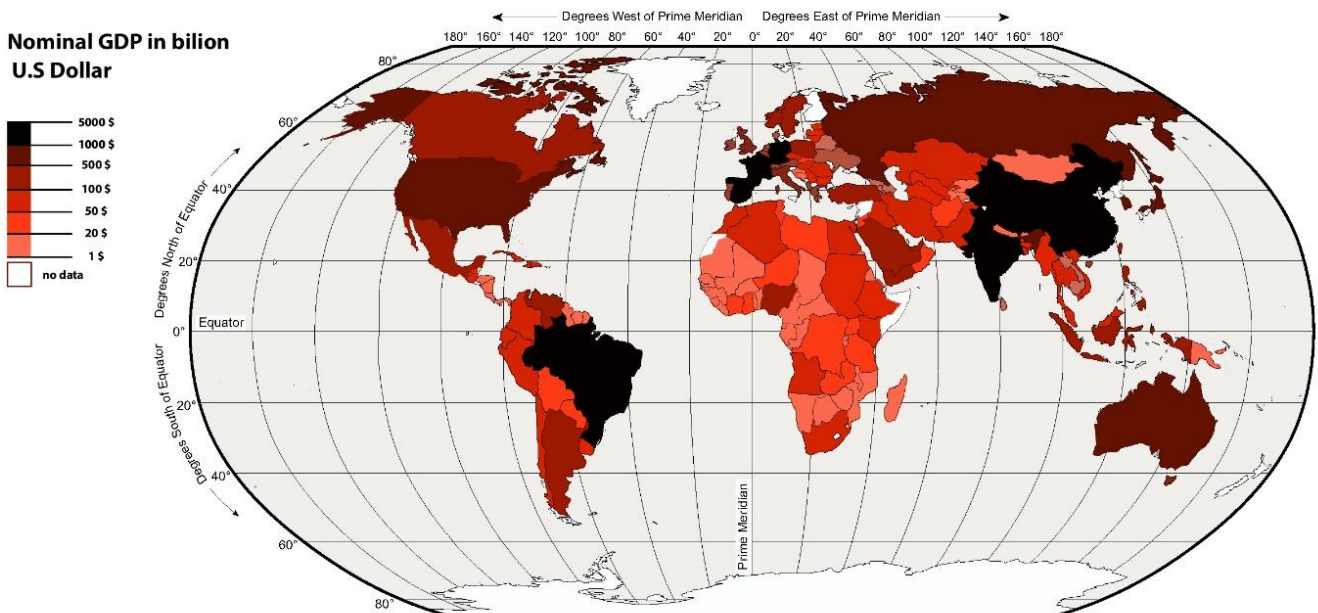 Degrees West of Prime Meridian Degrees East of Prime Meridian
Nominal GDP in bilion
U.S Dollar
180° 160° 140° 120° 100° 80° 60° 40° 20° 0° 20° 40° 60° 80° 100° 120° 140° 160° 180°
80°
60°
40°
20°
0°
20°
40°
60°
80°
5000 $
1000 $
500 $
100 $
50 $
20 $
1 $
no data
Degrees North of Equator
Equator
Degrees South of Equator
Prime Meridian